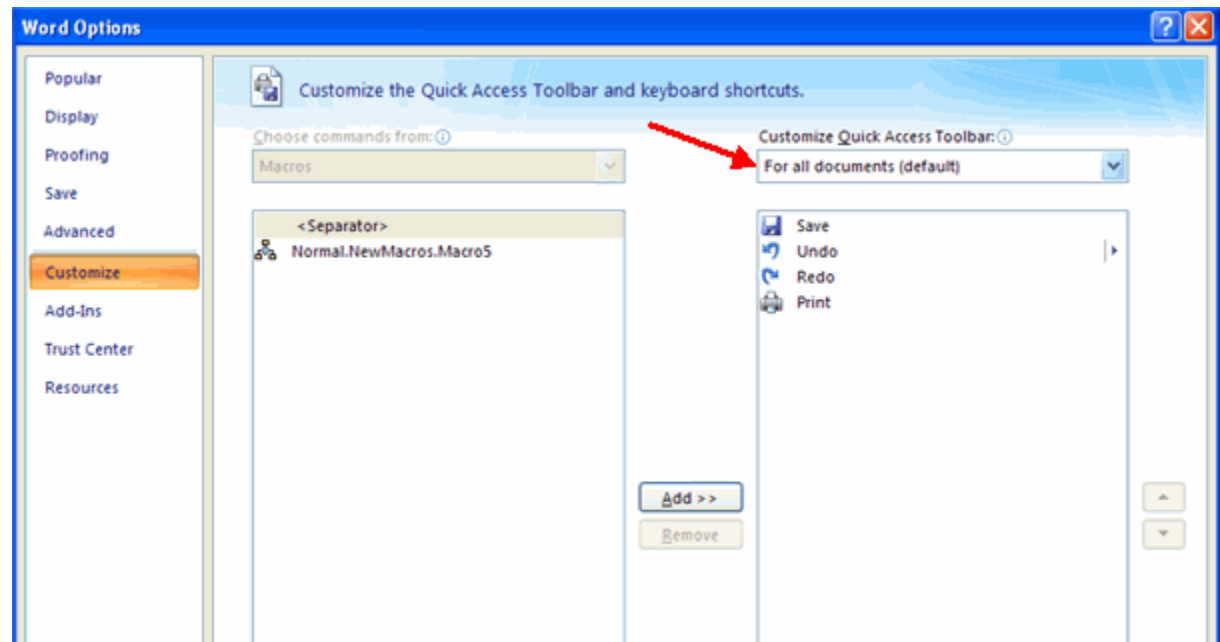 Word Options
Popular
Display
Proofing
Save
Advanced
Customize
Add-Ins
Trust Center
Resources
Customize the Quick Access Toolbar and keyboard shortcuts.
Choose commands from:
Macros
<Separator>
Normal.NewMacros.Macro5
Add >>
Remove
Customize Quick Access Toolbar:
For all documents (default)
Save
Undo
Redo
Print